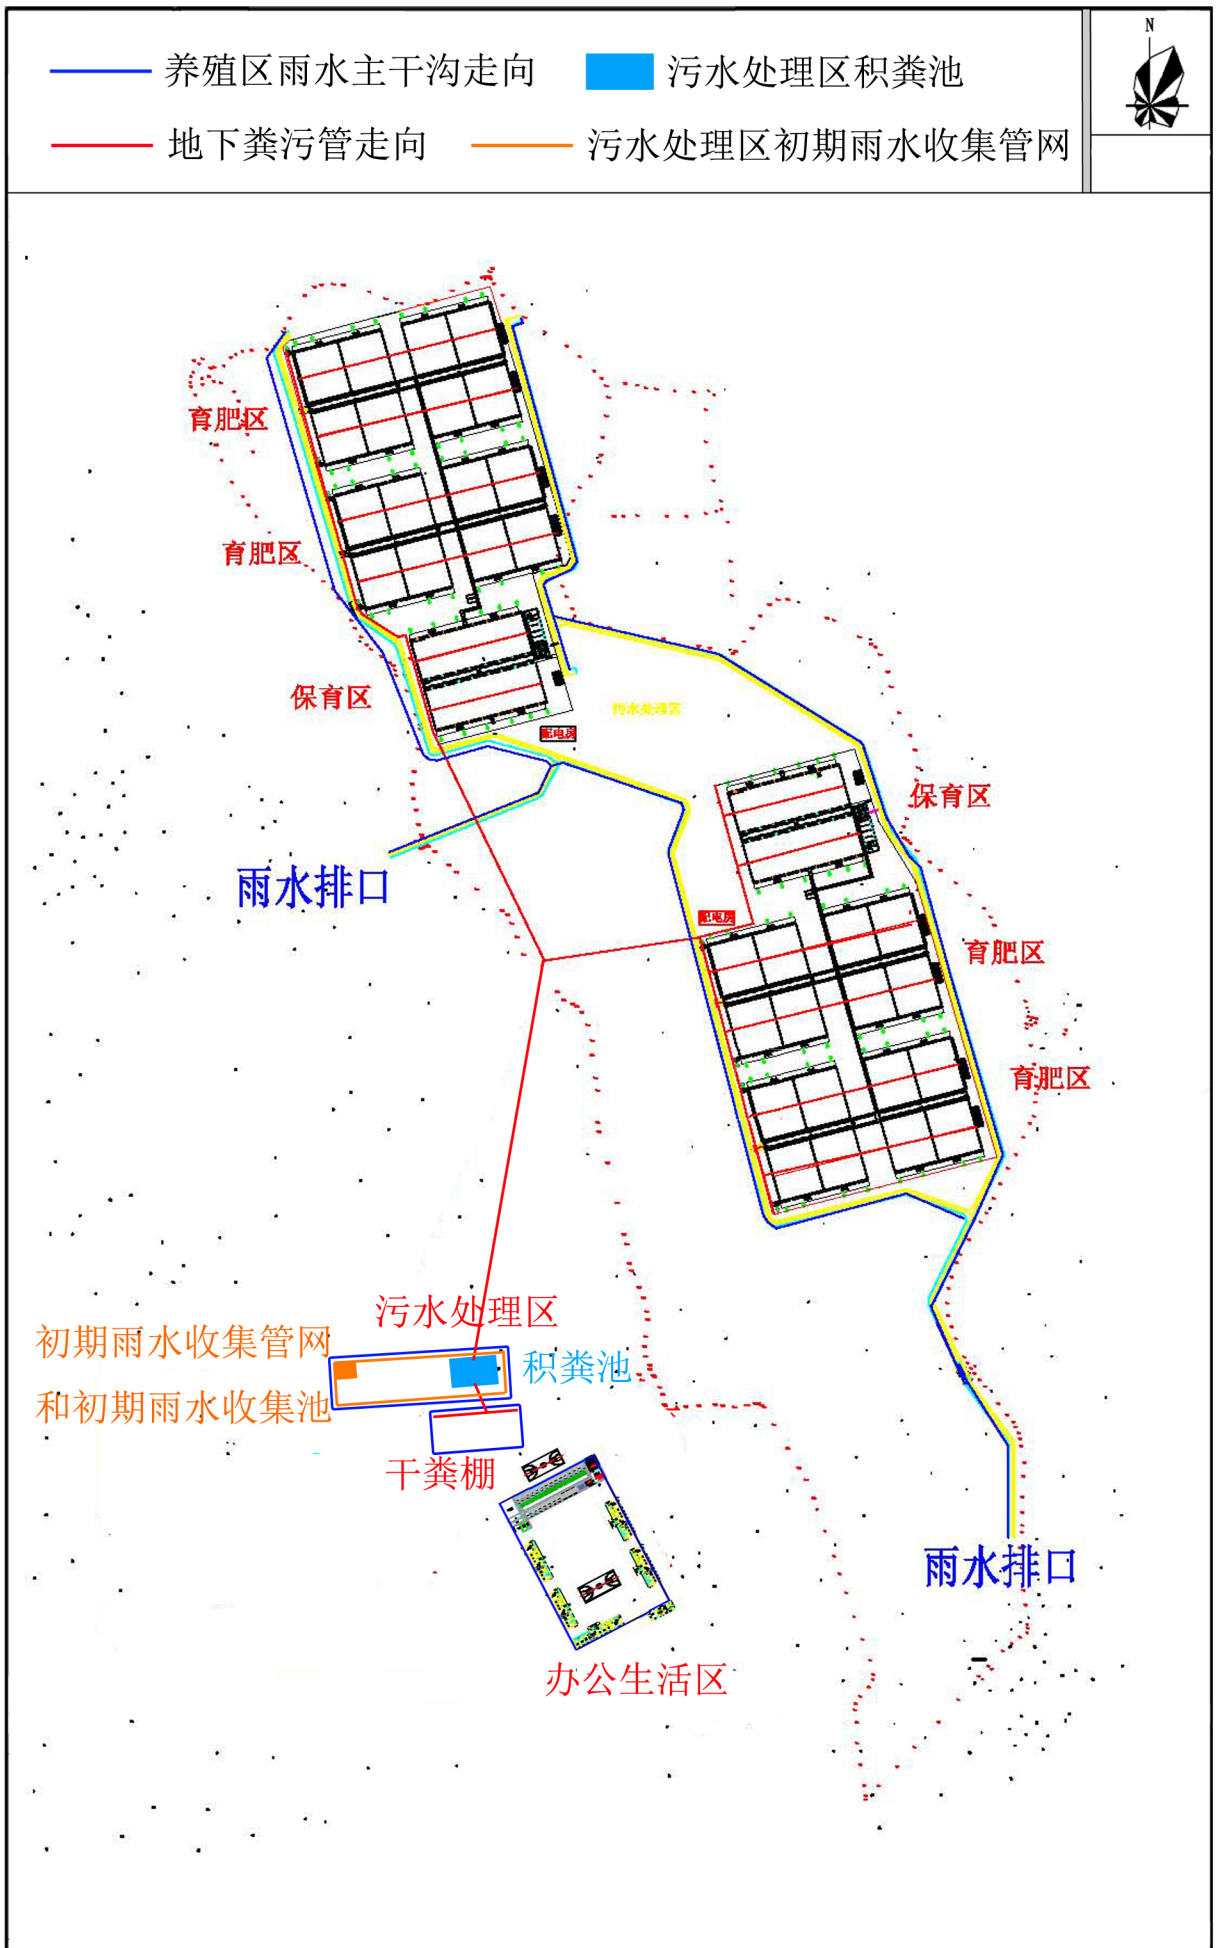 N
养殖区雨水主干沟走向
污水处理区积粪池
地下粪污管走向
污水处理区初期雨水收集管网
育肥区
育肥区
保育区
污水处理区
配电房
保育区
雨水排口
配电房
育肥区
育肥区
污水处理区
初期雨水收集管网
积粪池
和初期雨水收集池
干粪棚
雨水排口
办公生活区